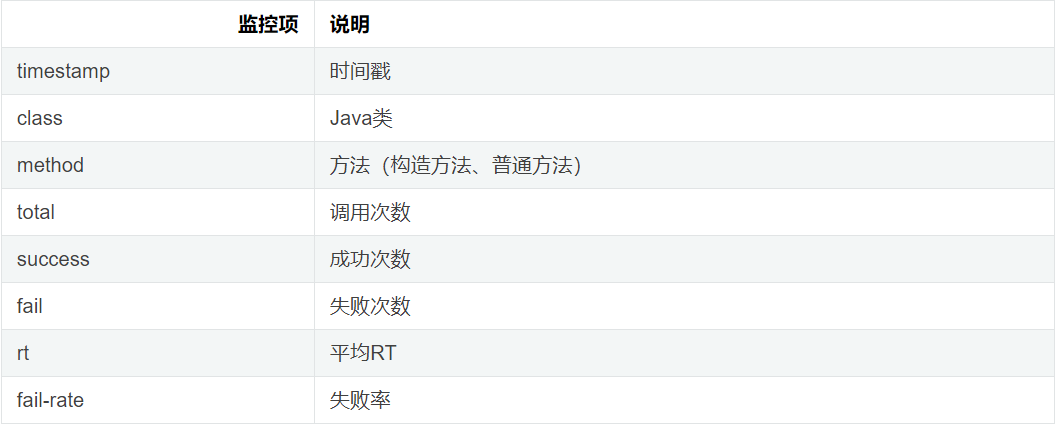 监控项 说明
timestamp 时间戳
class Java类
method 方法（构造方法、普通方法）
total 调用次数
success 成功次数
fail 失败次数
rt 平均RT
fail-rate 失败率